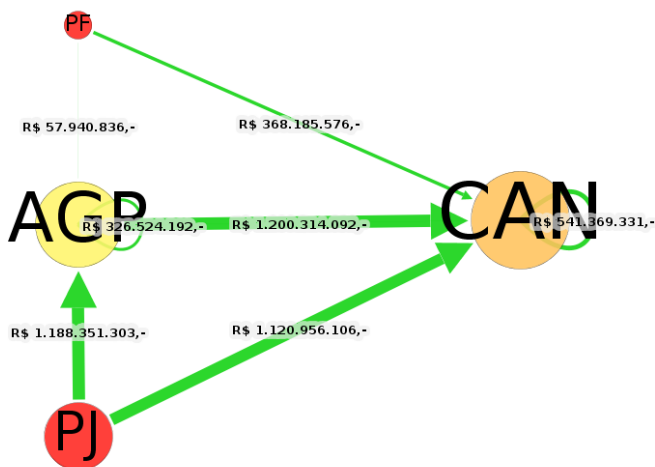 PF
R$ 57.940.836,-
R$ 368.185.576,-
AGP
CAN
R$ 326.524.192,-
R$ 1.200.314.092,-
R$ 541.369.331,-
R$ 1.188.351.303,-
R$ 1.120.956.106,-
PJ